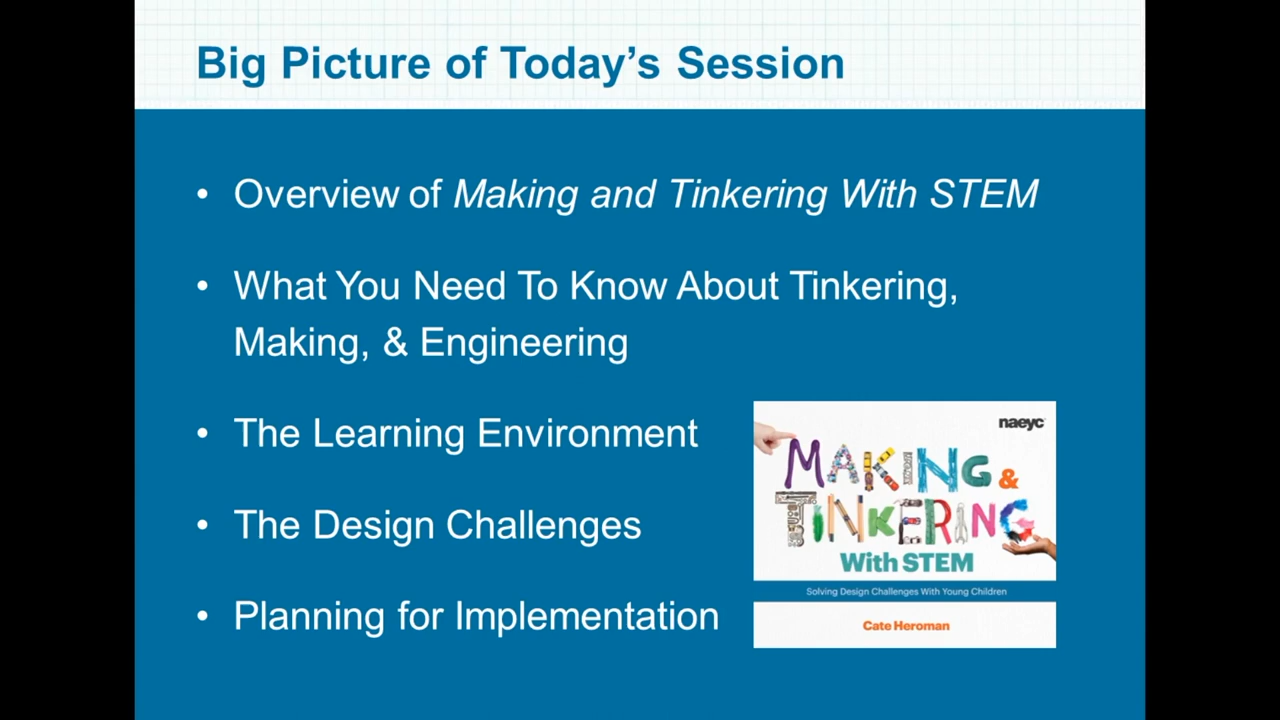 Big Picture of Today’s Session
• Overview of Making and Tinkering With STEM
• What You Need To Know About Tinkering,
Making, & Engineering
• The Learning Environment
• The Design Challenges
• Planning for Implementation
naeyc
MAKING &
TINKERING
With STEM
Solving Design Challenges With Young Children
Cate Heroman